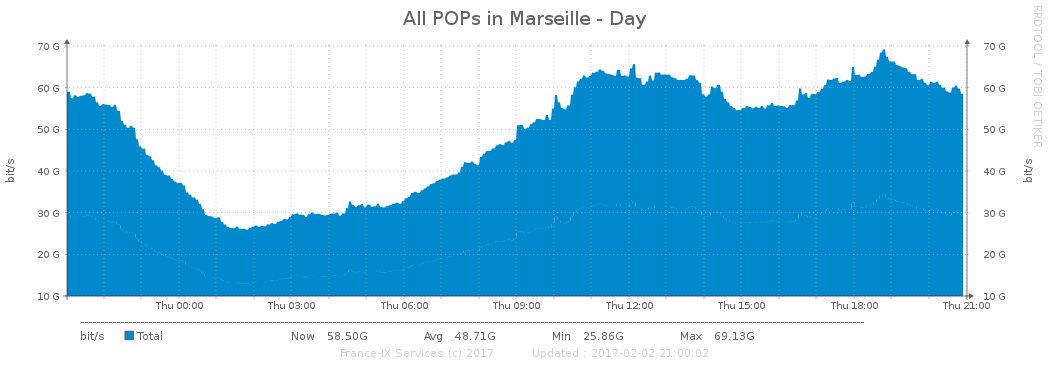 All POPs in Marseille - Day
RRDTOOL / TOBI OETIKER
bit/s
70 G 70 G
60 G 60 G
50 G 50 G
40 G 40 G
30 G 30 G
20 G 20 G
10 G 10 G
bit/s
Thu 00:00 Thu 03:00 Thu 06:00 Thu 09:00 Thu 12:00 Thu 15:00 Thu 18:00 Thu 21:00
bit/s Total Now 58.50G Avg 48.71G Min 25.86G Max 69.13G
France-IX Services (c) 2017 Updated : 2017-02-02 21:00:02